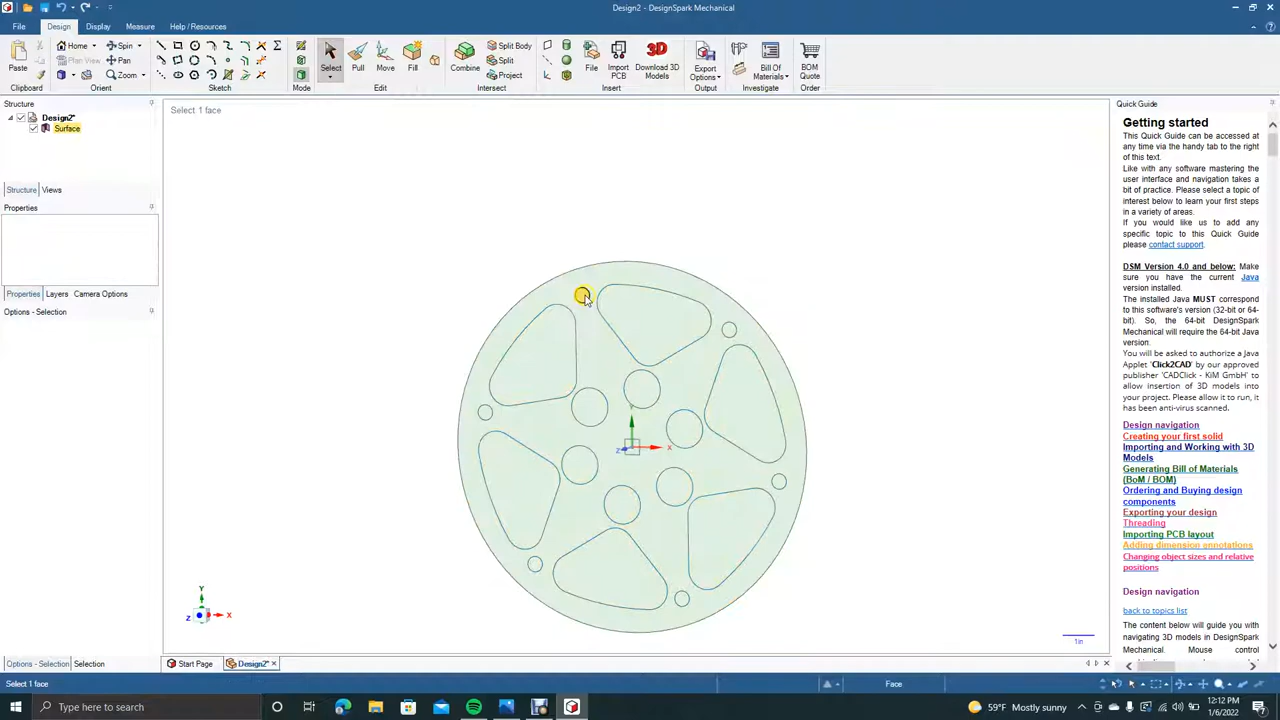 Design2 - DesignSpark Mechanical
File
Design
Display
Measure
Help / Resources
Paste
Clipboard
Home
Spin
Plan View
Pan
Zoom
Orient
Sketch
Mode
Select
Pull
Move
Fill
Edit
Combine
Split Body
Split
Project
Intersect
File
Import PCB
Download 3D Models
Insert
Export Options
Output
Bill Of Materials
Investigate
BOM Quote
Order
Structure
Design2*
Surface
Structure
Views
Properties
Properties
Layers
Camera Options
Options - Selection
Select 1 face
Y
X
Z
Y
X
Z
1in
Quick Guide
Getting started
This Quick Guide can be accessed at
any time via the handy tab to the right
of this text.
Like with any software mastering the
user interface and navigation takes a
bit of practice. Please select a topic of
interest below to learn your first steps
in a variety of areas.
If you would like us to add any
specific topic to this Quick Guide
please contact support.
DSM Version 4.0 and below: Make
sure you have the current Java
version installed.
The installed Java MUST correspond
to this software's version (32-bit or 64-
bit). So, the 64-bit DesignSpark
Mechanical will require the 64-bit Java
version.
You will be asked to authorize a Java
Applet 'Click2CAD' by our approved
publisher 'CADClick - KiM GmbH' to
allow insertion of 3D models into
your project. Please allow it to run, it
has been anti-virus scanned.
Design navigation
Creating your first solid
Importing and Working with 3D
Models
Generating Bill of Materials
(BoM / BOM)
Ordering and Buying design
components
Exporting your design
Threading
Importing PCB layout
Adding dimension annotations
Changing object sizes and relative
positions
Design navigation
back to topics list
The content below will guide you with
navigating 3D models in DesignSpark
Mechanical. Mouse control
Options - Selection
Selection
Start Page
Design2*
Select 1 face
Face
Type here to search
59°F Mostly sunny
12:12 PM
1/6/2022